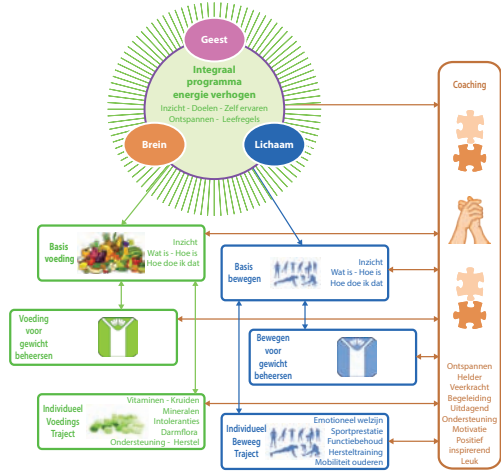 Geest
Integraal
programma
energie verhogen
Inzicht - Doelen - Zelf ervaren
Ontspannen - Leefregels
Brein
Lichaam
Coaching
Basis
voeding
Inzicht
Wat is - Hoe is
Hoe doe ik dat
Basis
bewegen
Inzicht
Wat is - Hoe is
Hoe doe ik dat
Voeding
voor
gewicht
beheersen
Bewegen
voor
gewicht
beheersen
Individueel
Voedings
Traject
Vitaminen - Kruiden
Mineralen
Intoleranties
Darmflora
Ondersteuning - Herstel
Individueel
Beweeg
Traject
Emotioneel welzijn
Sportprestatie
Functiebehoud
Hersteltraining
Mobiliteit ouderen
Ontspannen
Helder
Veerkracht
Begeleiding
Uitdagend
Ondersteuning
Motivatie
Positief
inspirerend
Leuk